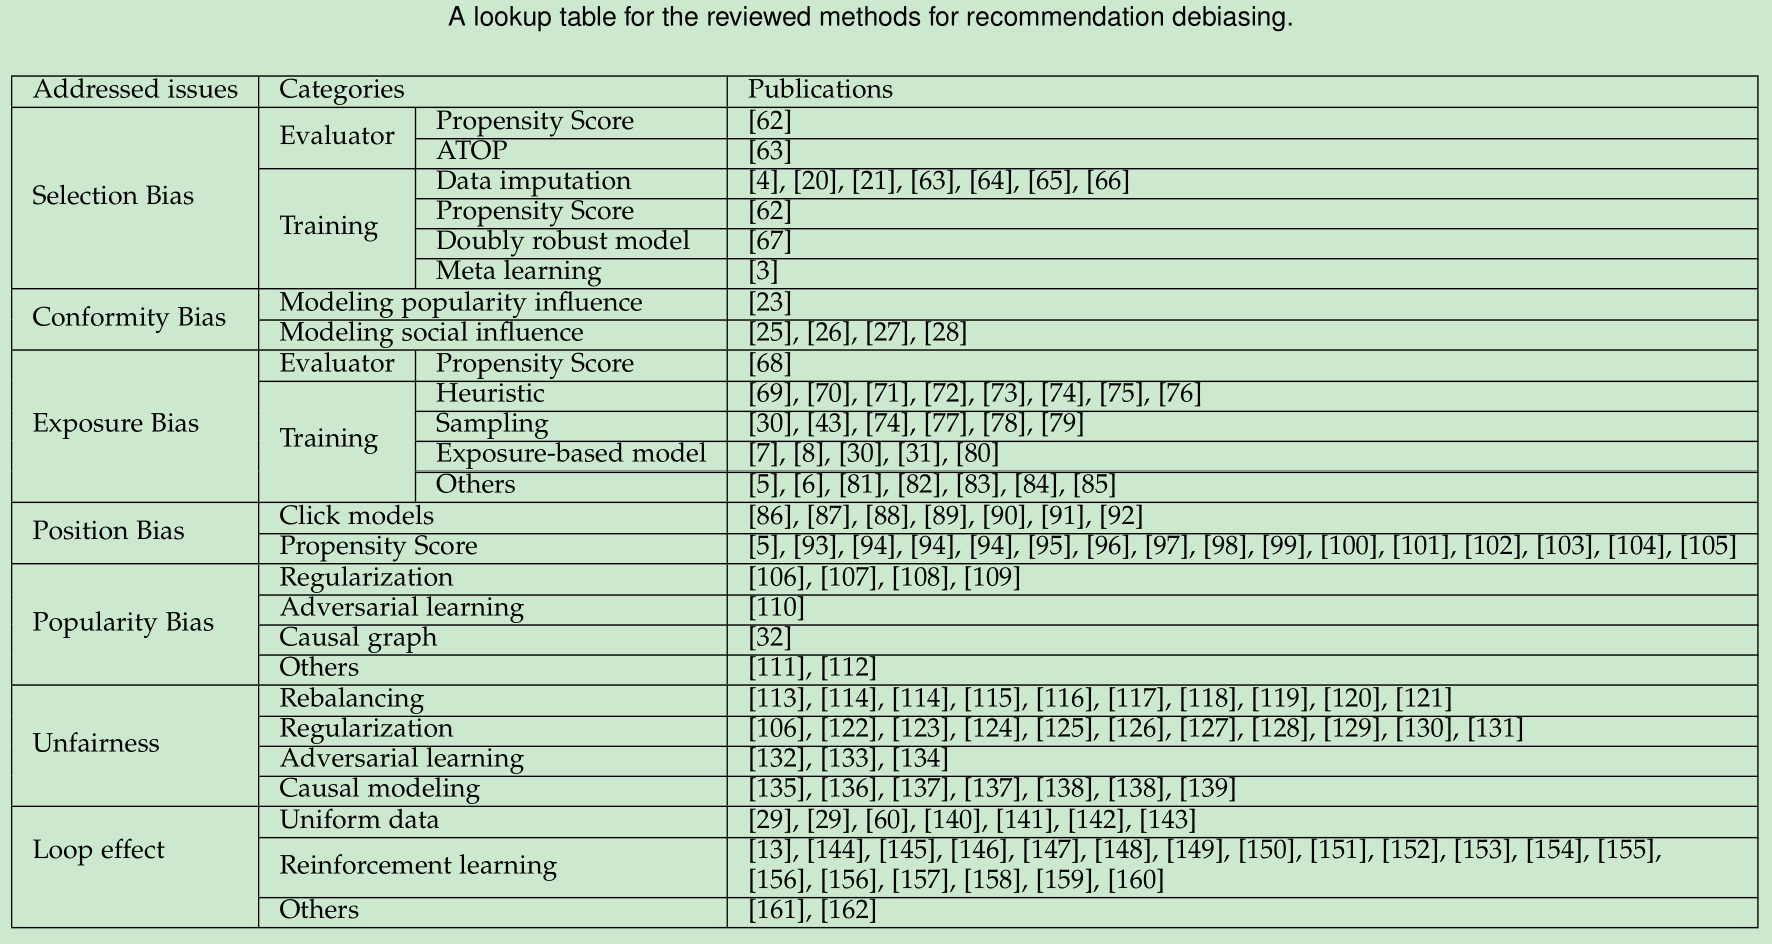 A lookup table for the reviewed methods for recommendation debiasing.
Addressed issues Categories Publications
Selection Bias Evaluator Propensity Score [62]
ATOP [63]
Training Data imputation [4], [20], [21], [63], [64], [65], [66]
Propensity Score [62]
Doubly robust model [67]
Meta learning [3]
Conformity Bias Modeling popularity influence [23]
Modeling social influence [25], [26], [27], [28]
Exposure Bias Evaluator Propensity Score [68]
Training Heuristic [69], [70], [71], [72], [73], [74], [75], [76]
Sampling [30], [43], [74], [77], [78], [79]
Exposure-based model [7], [8], [30], [31], [80]
Others [5], [6], [81], [82], [83], [84], [85]
Position Bias Click models [86], [87], [88], [89], [90], [91], [92]
Propensity Score [5], [93], [94], [94], [94], [95], [96], [97], [98], [99], [100], [101], [102], [103], [104], [105]
Popularity Bias Regularization [106], [107], [108], [109]
Adversarial learning [110]
Causal graph [32]
Others [111], [112]
Unfairness Rebalancing [113], [114], [114], [115], [116], [117], [118], [119], [120], [121]
Regularization [106], [122], [123], [124], [125], [126], [127], [128], [129], [130], [131]
Adversarial learning [132], [133], [134]
Causal modeling [135], [136], [137], [137], [138], [138], [139]
Loop effect Uniform data [29], [29], [60], [140], [141], [142], [143]
Reinforcement learning [13], [144], [145], [146], [147], [148], [149], [150], [151], [152], [153], [154], [155],
[156], [156], [157], [158], [159], [160]
Others [161], [162]